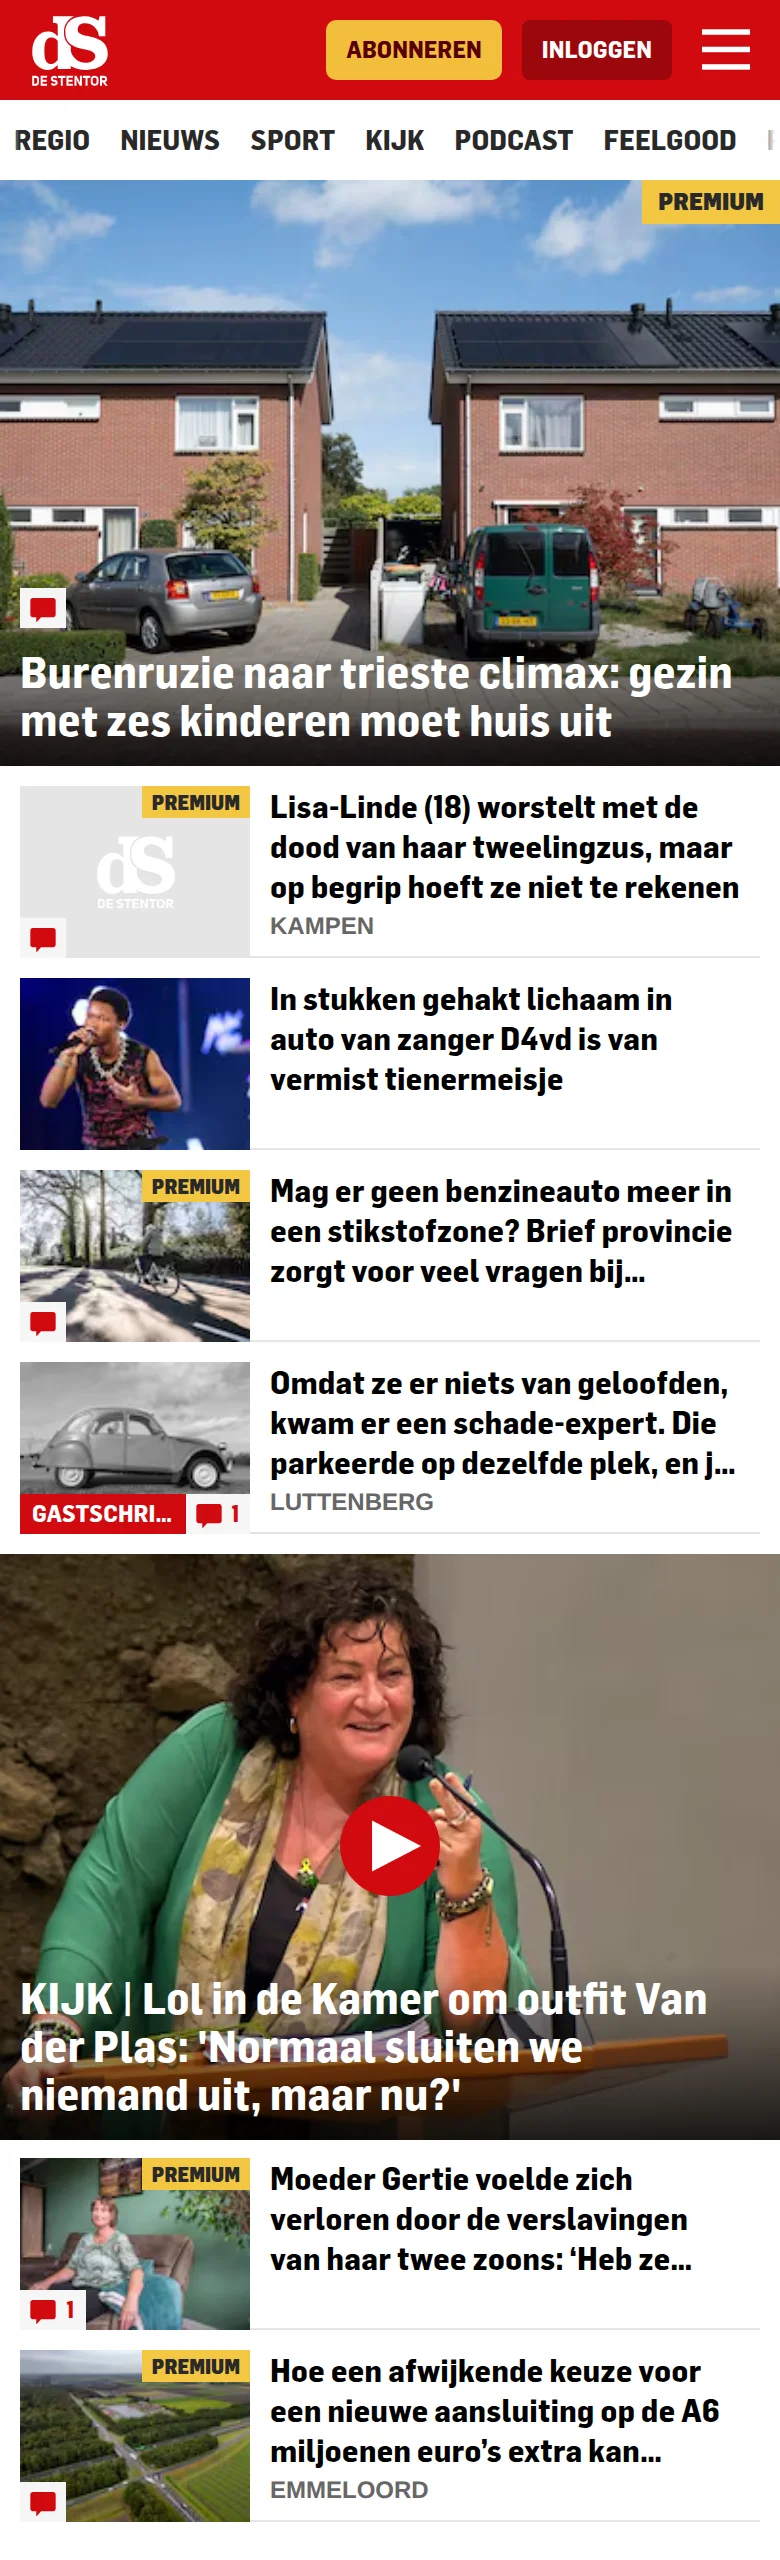 dS
DE STENTOR
ABONNEREN
INLOGGEN
REGIO NIEUWS SPORT KIJK PODCAST FEELGOOD
PREMIUM
Burenruzie naar trieste climax: gezin
met zes kinderen moet huis uit
PREMIUM
dS
DE STENTOR
Lisa-Linde (18) worstelt met de
dood van haar tweelingzus, maar
op begrip hoeft ze niet te rekenen
KAMPEN
In stukken gehakt lichaam in
auto van zanger D4vd is van
vermist tienermeisje
PREMIUM
Mag er geen benzineauto meer in
een stikstofzone? Brief provincie
zorgt voor veel vragen bij...
Omdat ze er niets van geloofden,
kwam er een schade-expert. Die
parkeerde op dezelfde plek, en j...
LUTTENBERG
GASTSCHRI...
1
KIJK | Lol in de Kamer om outfit Van
der Plas: 'Normaal sluiten we
niemand uit, maar nu?'
PREMIUM
1
Moeder Gertie voelde zich
verloren door de verslavingen
van haar twee zoons: ‘Heb ze...
PREMIUM
Hoe een afwijkende keuze voor
een nieuwe aansluiting op de A6
miljoenen euro’s extra kan...
EMMELOORD